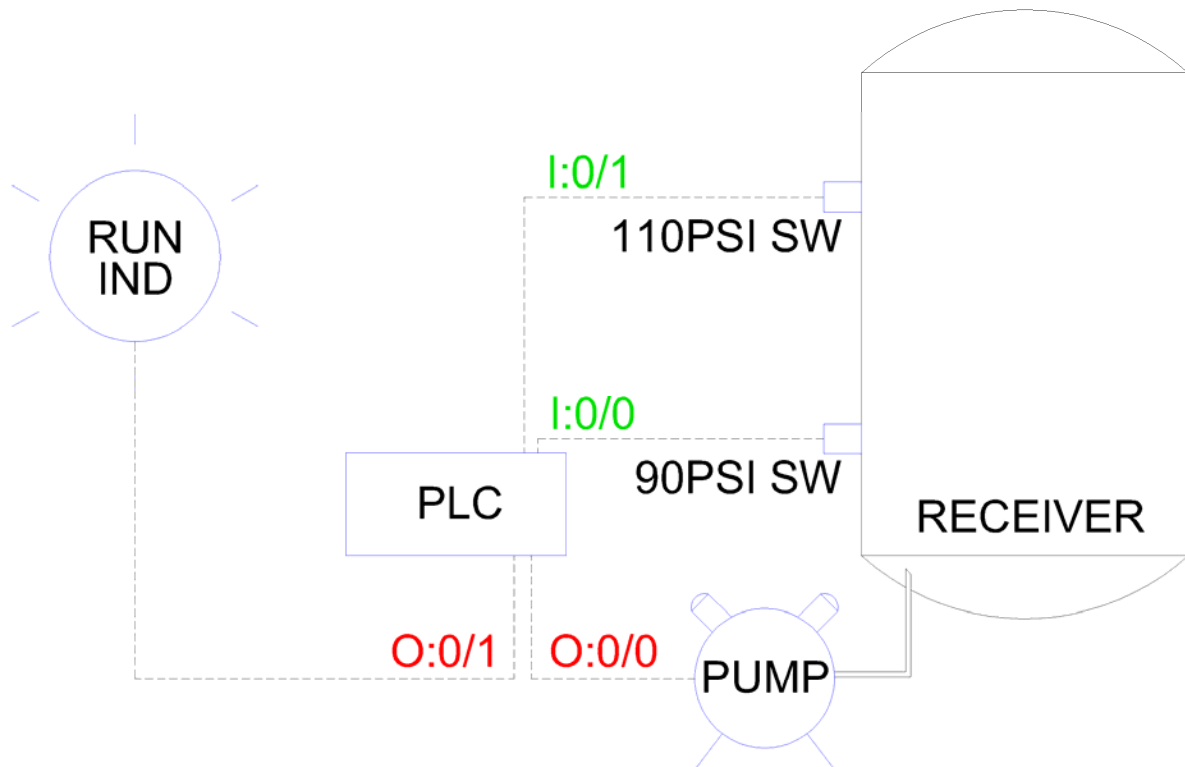 I:0/1
RUN
IND
110PSI SW
I:0/0
90PSI SW
PLC
RECEIVER
O:0/1
O:0/0
PUMP